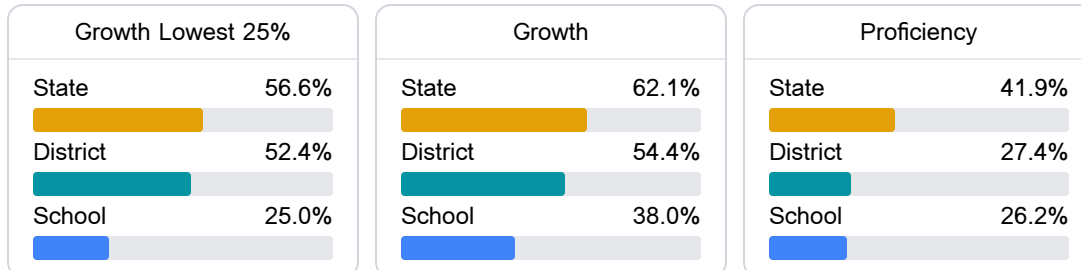 Growth Lowest 25%
State 56.6%
District 52.4%
School 25.0%
Growth
State 62.1%
District 54.4%
School 38.0%
Proficiency
State 41.9%
District 27.4%
School 26.2%